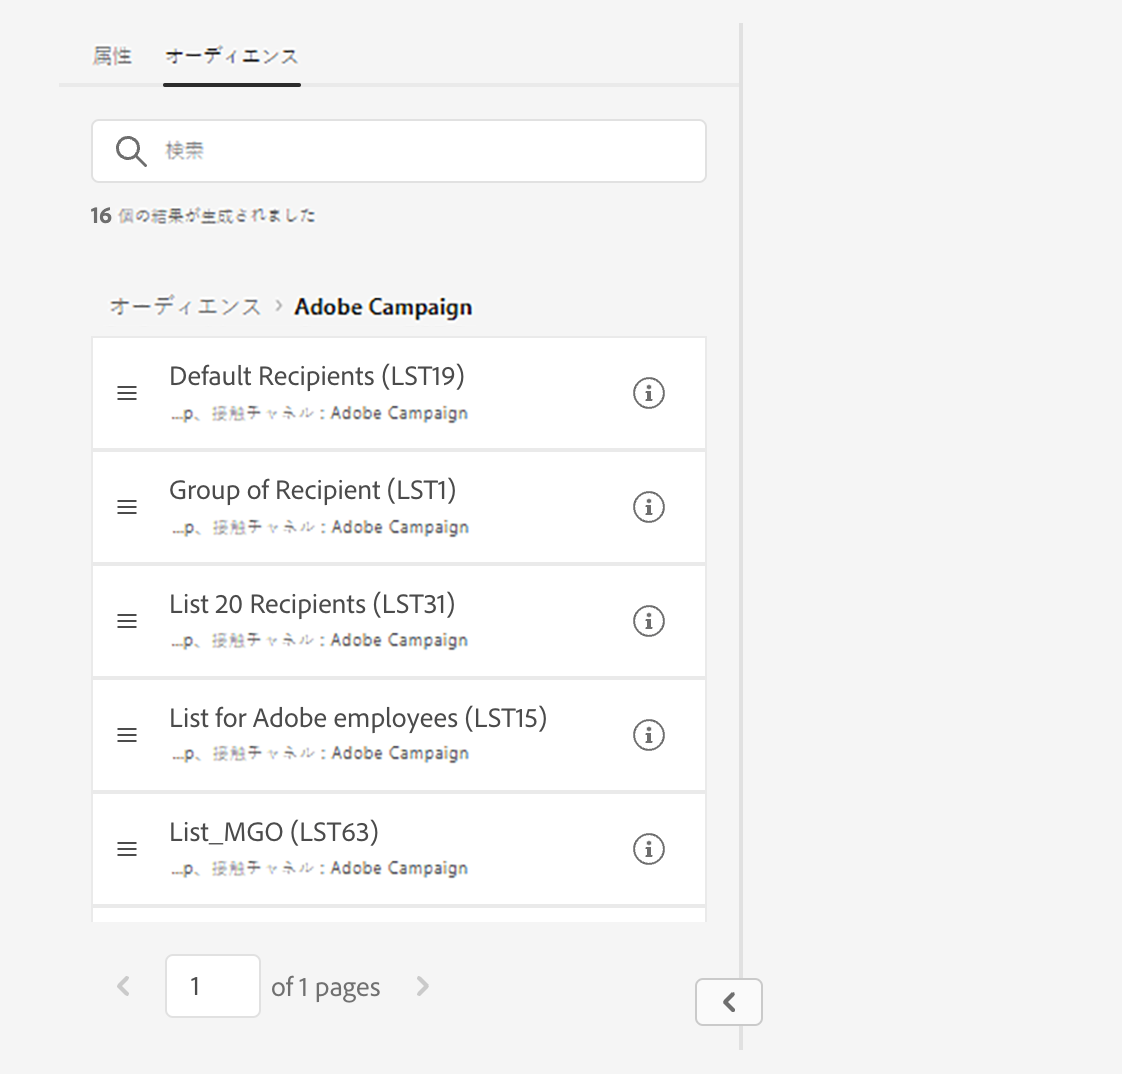 属性 オーディエンス
検索
16 個の結果が生成されました
オーディエンス › Adobe Campaign
Default Recipients (LST19)
...p、接触チャネル : Adobe Campaign
Group of Recipient (LST1)
...p、接触チャネル : Adobe Campaign
List 20 Recipients (LST31)
...p、接触チャネル : Adobe Campaign
List for Adobe employees (LST15)
...p、接触チャネル : Adobe Campaign
List_MGO (LST63)
...p、接触チャネル : Adobe Campaign
1 of 1 pages